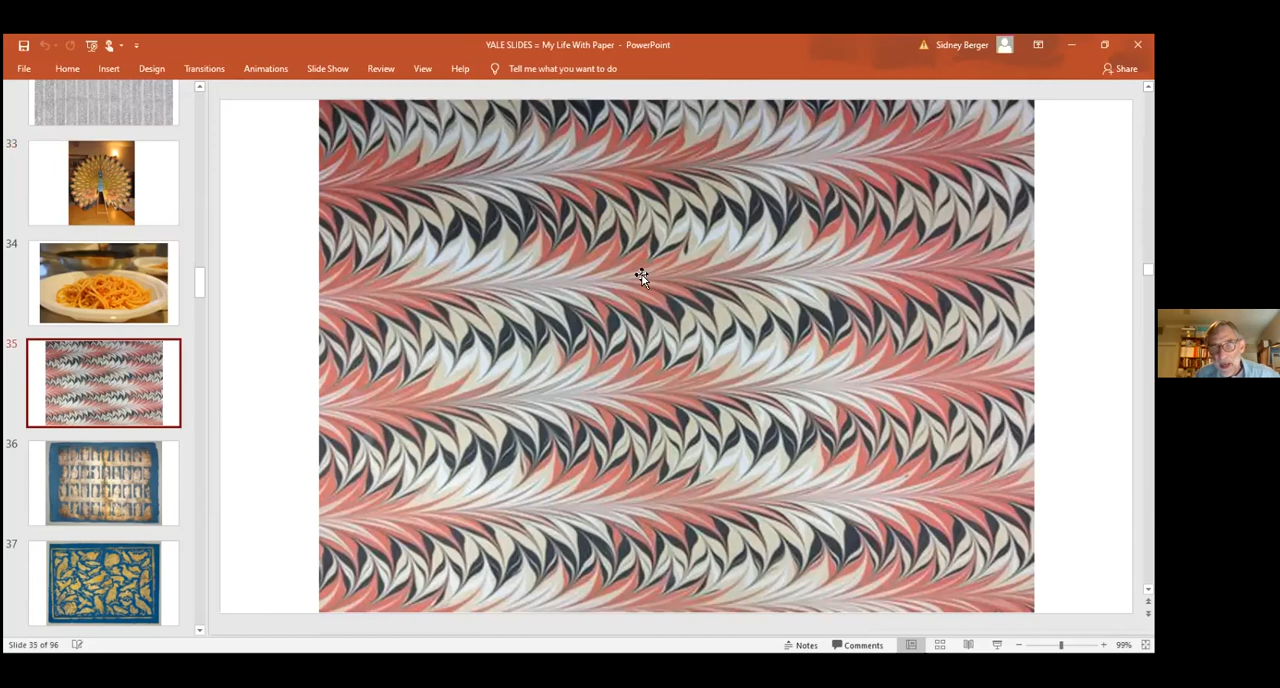 YALE SLIDES = My Life With Paper - PowerPoint
Sidney Berger
File Home Insert Design Transitions Animations Slide Show Review View Help Tell me what you want to do Share
33
34
35
36
37
Slide 35 of 96 Notes Comments 99%